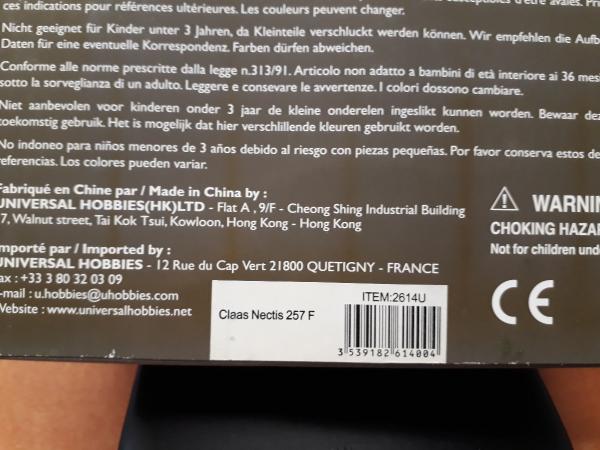 ces indications pour références ultérieures. Les couleurs peuvent changer.
Nicht geeignet für Kinder unter 3 Jahren, da Kleinteile verschluckt werden können. Wir empfehlen die Aufb
Daten für eine eventuelle Korrespondenz. Farben dürfen abweichen.
Conforme alle norme prescritte dalla legge n.313/91. Articolo non adatto a bambini di età interiore ai 36 mesi
sotto la sorveglianza di un adulto. Leggere e consevare le avvertenze. I colori dossono cambiare.
Niet aanbevolen voor kinderen onder 3 jaar de kleine onderelen ingeslikt kunnen worden. Bewaar dez
toekomstig gebruik. Het is mogelijk dat hier verschlillende kleuren gebruikt worden.
No indoneo para niños menores de 3 años debido al riesgo con piezas pequeñas. Por favor conserva estos de
referencias. Los colores pueden variar.
Fabriqué en Chine par / Made in China by :
UNIVERSAL HOBBIES(HK)LTD - Flat A , 9/F - Cheong Shing Industrial Building
7, Walnut street, Tai Kok Tsui, Kowloon, Hong Kong - Hong Kong
Importé par / Imported by :
UNIVERSAL HOBBIES - 12 Rue du Cap Vert 21800 QUETIGNY - FRANCE
Fax : +33 3 80 32 03 09
e-mail : u.hobbies@uhobbies.com
Website : www.universalhobbies.net
WARNIN
CHOKING HAZAR
Not for children unde
CE
ITEM:2614U
Claas Nectis 257 F
3 539182 614004